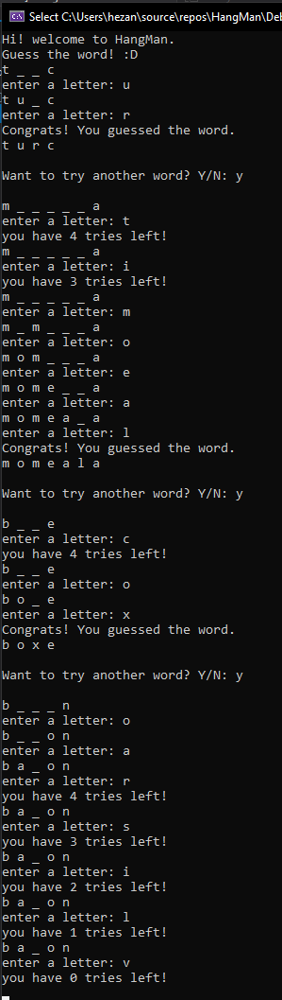 Select C:\Users\hezan\source\repos\HangMan\Deb
Hi! welcome to HangMan.
Guess the word! :D
t _ _ c
enter a letter: u
t u _ c
enter a letter: r
Congrats! You guessed the word.
t u r c
Want to try another word? Y/N: y
m _ _ _ _ _ a
enter a letter: t
you have 4 tries left!
m _ _ _ _ _ a
enter a letter: i
you have 3 tries left!
m _ _ _ _ _ a
enter a letter: m
m _ m _ _ _ a
enter a letter: o
m o m _ _ _ a
enter a letter: e
m o m e _ _ a
enter a letter: a
m o m e a _ a
enter a letter: l
Congrats! You guessed the word.
m o m e a l a
Want to try another word? Y/N: y
b _ _ e
enter a letter: c
you have 4 tries left!
b _ _ e
enter a letter: o
b o _ e
enter a letter: x
Congrats! You guessed the word.
b o x e
Want to try another word? Y/N: y
b _ _ _ n
enter a letter: o
b _ _ o n
enter a letter: a
b a _ o n
enter a letter: r
you have 4 tries left!
b a _ o n
enter a letter: s
you have 3 tries left!
b a _ o n
enter a letter: i
you have 2 tries left!
b a _ o n
enter a letter: l
you have 1 tries left!
b a _ o n
enter a letter: v
you have 0 tries left!